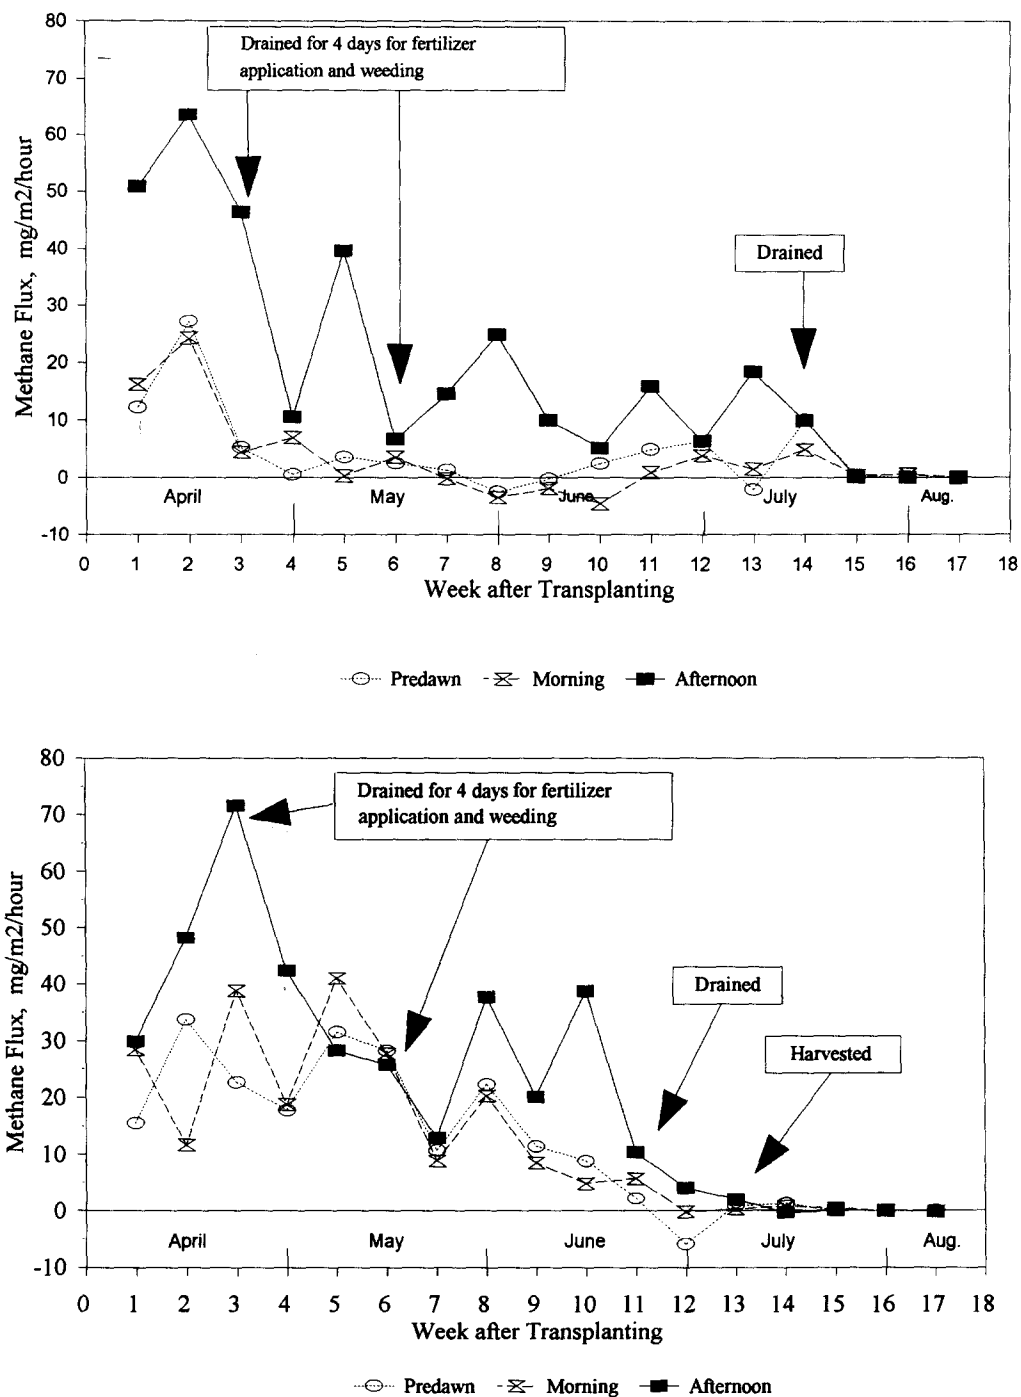 80
70
60
50
40
30
20
10
0
-10
Methane Flux, mg/m2/hour
Drained for 4 days for fertilizer
application and weeding
Drained
April May June July Aug.
0 1 2 3 4 5 6 7 8 9 10 11 12 13 14 15 16 17 18
Week after Transplanting
Predawn Morning Afternoon
80
70
60
50
40
30
20
10
0
-10
Methane Flux, mg/m2/hour
Drained for 4 days for fertilizer
application and weeding
Drained
Harvested
April May June July Aug.
0 1 2 3 4 5 6 7 8 9 10 11 12 13 14 15 16 17 18
Week after Transplanting
Predawn Morning Afternoon